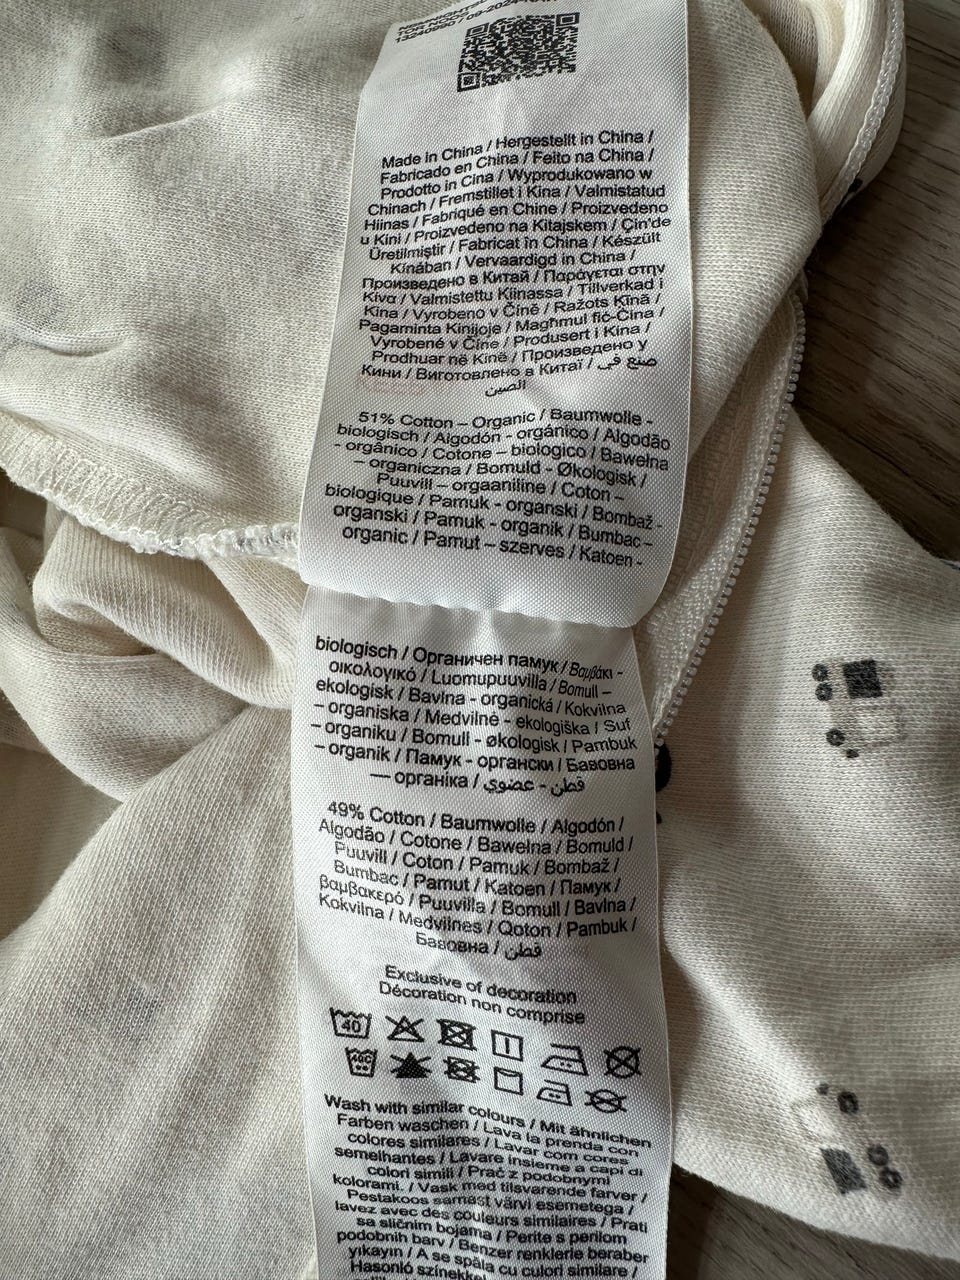 13240990 / 09-2024
Made in China / Hergestellt in China /
Fabricado en China / Feito na China /
Prodotto in Cina / Wyprodukowano w
Chinach / Fremstillet i Kina / Valmistatud
Hiinas / Fabriqué en Chine / Proizvedeno
u Kini / Proizvedeno na Kitajskem / Çin'de
Üretilmiştir / Fabricat în China / Készült
Kínában / Vervaardigd in China /
Произведено в Китай / Παράγεται στην
Κίνα / Valmistettu Kiinassa / Tillverkad i
Kina / Vyrobeno v Číně / Ražots Ķīnā /
Pagaminta Kinijoje / Magħmul fiċ-Ċina /
Vyrobené v Číne / Produsert i Kina /
Prodhuar në Kinë / Произведено у
Кини / Виготовлено в Китаї / صنع في
الصين
51% Cotton – Organic / Baumwolle -
biologisch / Algodón - orgânico / Algodão
- orgânico / Cotone – biologico / Bawełna
– organiczna / Bomuld - Økologisk /
Puuvill – orgaaniline / Coton –
biologique / Pamuk - organski / Bombaž -
organski / Pamuk - organik / Bumbac –
organic / Pamut – szerves / Katoen -
biologisch / Органичен памук / Βαμβάκι -
οικολογικό / Luomupuuvilla / Bomull –
ekologisk / Bavlna - organická / Kokvilna
– organiska / Medvilnė - ekologiška / Suf
– organiku / Bomull - økologisk / Pambuk
– organik / Памук - органски / Бавовна
— органіка / قطن - عضوي
49% Cotton / Baumwolle / Algodón /
Algodão / Cotone / Bawełna / Bomuld /
Puuvill / Coton / Pamuk / Bombaž /
Bumbac / Pamut / Katoen / Памук /
βαμβακερό / Puuvilla / Bomull / Bavlna /
Kokvilna / Medvilnes / Qoton / Pambuk /
Бавовна / قطن
Exclusive of decoration
Décoration non comprise
40
40C
Wash with similar colours / Mit ähnlichen
Farben waschen / Lava la prenda con
colores similares / Lavar com cores
semelhantes / Lavare insieme a capi di
colori simili / Prać z podobnymi
kolorami. / Vask med tilsvarende farver /
Pestakoos samast värvi esemetega /
lavez avec des couleurs similaires / Prati
sa sličnim bojama / Perite s perilom
podobnih barv / Benzer renklerle beraber
yıkayın / A se spăla cu culori similare /
Hasonló színekkel